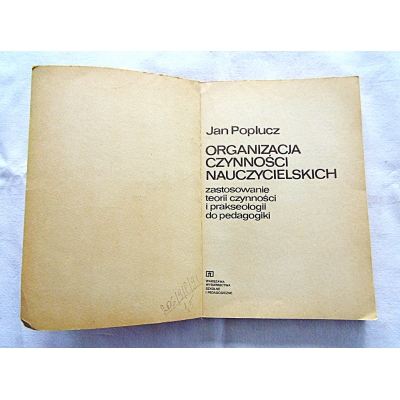 Jan Poplucz
ORGANIZACJA
CZYNNOŚCI
NAUCZYCIELSKICH
zastosowanie
teorii czynności
i prakseologii
do pedagogiki
WARSZAWA
WYDAWNICTWA
SZKOLNE
I PEDAGOGICZNE